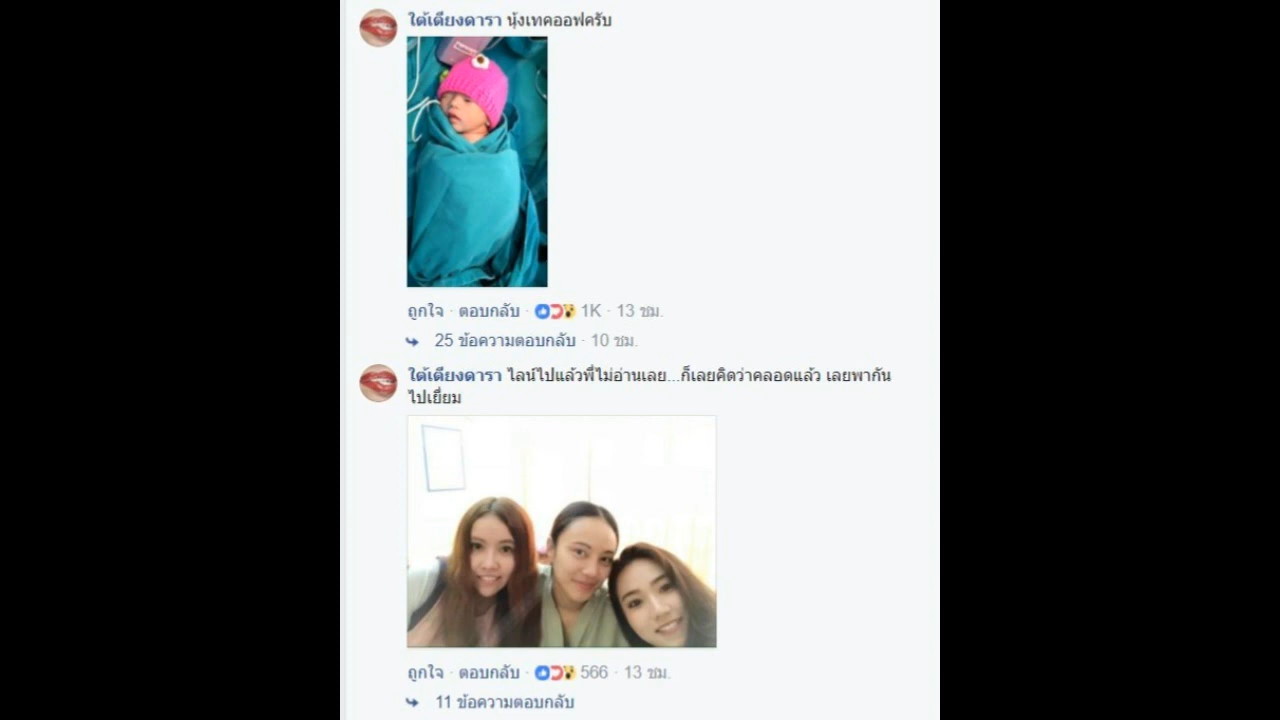 ใต้เตียงดารา นุ้งเทคออฟครับ
ถูกใจ · ตอบกลับ · 1K · 13 ชม.
25 ข้อความตอบกลับ · 10 ชม.
ใต้เตียงดารา ไลน์ไปแล้วพี่ไม่อ่านเลย...ก็เลยคิดว่าคลอดแล้ว เลยพากัน
ไปเยี่ยม
ถูกใจ · ตอบกลับ · 566 · 13 ชม.
11 ข้อความตอบกลับ